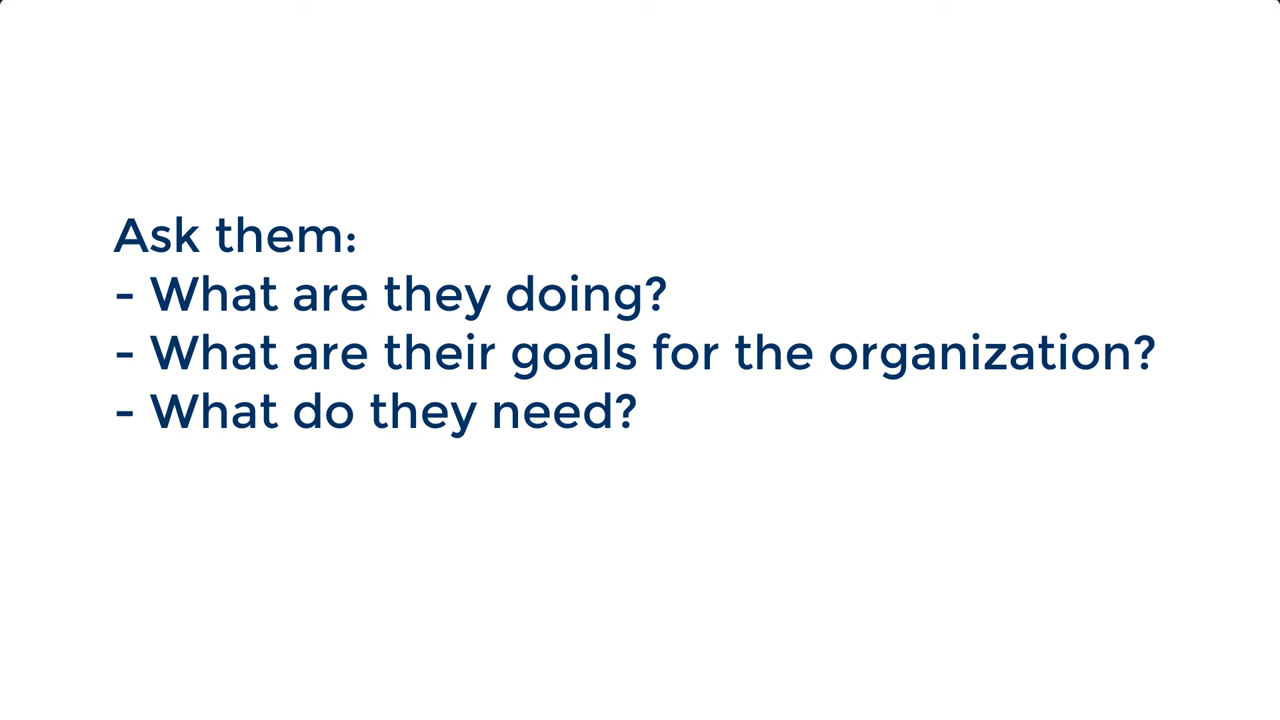 Ask them:
- What are they doing?
- What are their goals for the organization?
- What do they need?